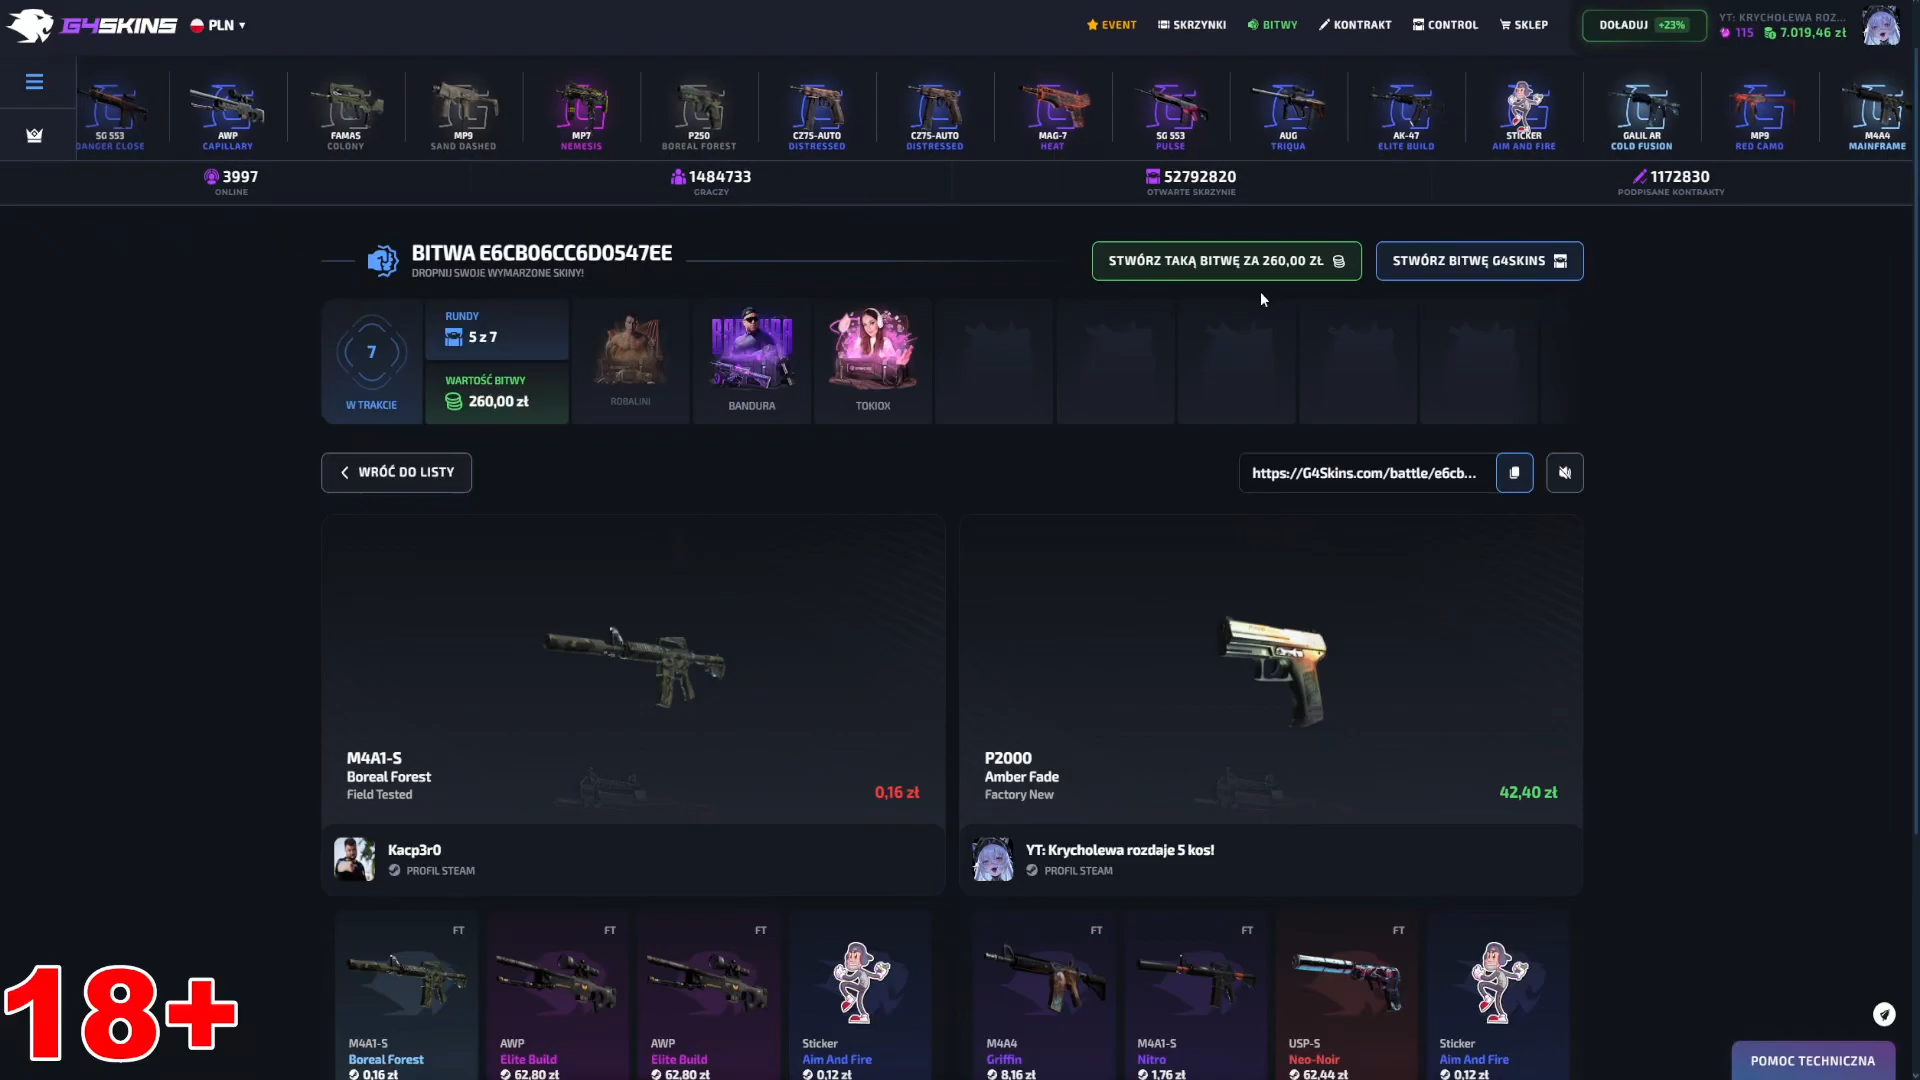 G4SKINS
PLN
EVENT
SKRZYNKI
BITWY
KONTRAKT
CONTROL
SKLEP
DOŁADUJ +23%
YT: KRYCHOLEWA ROZ...
115
7.019,46 zł
SG 553
DANGER CLOSE
AWP
CAPILLARY
FAMAS
COLONY
MP9
SAND DASHED
MP7
NEMESIS
P250
BOREAL FOREST
CZ75-AUTO
DISTRESSED
CZ75-AUTO
DISTRESSED
MAG-7
HEAT
SG 553
PULSE
AUG
TRIQUA
AK-47
ELITE BUILD
STICKER
AIM AND FIRE
GALIL AR
COLD FUSION
MP9
RED CAMO
M4A4
MAINFRAME
3997
ONLINE
1484733
GRACZY
52792820
OTWARTE SKRZYNIE
1172830
PODPISANE KONTRAKTY
BITWA E6CB06CC6D0547EE
DROPNIJ SWOJE WYMARZONE SKINY!
STWÓRZ TAKĄ BITWĘ ZA 260,00 ZŁ
STWÓRZ BITWĘ G4SKINS
7
W TRAKCIE
RUNDY
5 z 7
WARTOŚĆ BITWY
260,00 zł
ROBALINI
BANDURA
BANDURA
TOKIOX
WRÓĆ DO LISTY
https://G4Skins.com/battle/e6cb...
M4A1-S
Boreal Forest
Field Tested
0,16 zł
P2000
Amber Fade
Factory New
42,40 zł
Kacp3r0
PROFIL STEAM
YT: Krycholewa rozdaje 5 kos!
PROFIL STEAM
FT
M4A1-S
Boreal Forest
0,16 zł
FT
AWP
Elite Build
62,80 zł
FT
AWP
Elite Build
62,80 zł
Sticker
Aim And Fire
0,12 zł
FT
M4A4
Griffin
8,16 zł
FT
M4A1-S
Nitro
1,76 zł
FT
USP-S
Neo-Noir
62,44 zł
Sticker
Aim And Fire
0,12 zł
18+
POMOC TECHNICZNA